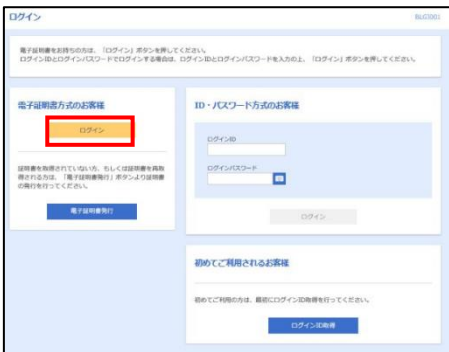 ログイン
BLGI001
電子証明書をお持ちの方は、「ログイン」ボタンを押してください。
ログインIDとログインパスワードでログインする場合は、ログインIDとログインパスワードを入力の上、「ログイン」ボタンを押してください。
電子証明書方式のお客様
ログイン
証明書を取得されていない方、もしくは証明書を再取
得される方は、「電子証明書発行」ボタンより証明書
の発行を行ってください。
電子証明書発行
ID・パスワード方式のお客様
ログインID
ログインパスワード
ログイン
初めてご利用されるお客様
初めてご利用の方は、最初にログインID取得を行ってください。
ログインID取得